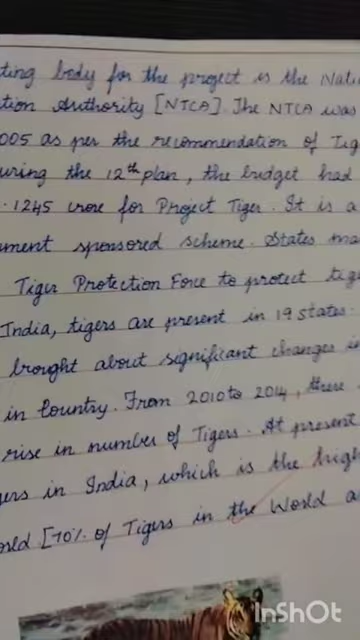 ting body for the project is the Nati
tion Authority [NTCA]. The NTCA was
005 as per the recommendation of Tig
uring the 12th plan, the budget had
. 1245 crore for Project Tiger. It is a
nment sponsored scheme. States ma
Tiger Protection Force to protect tig
India, tigers are present in 19 states.
brought about significant changes in
in Country. From 2010 to 2014, there
rise in number of Tigers. At present
gers in India, which is the high
orld [70% of Tigers in the World a
InShOt